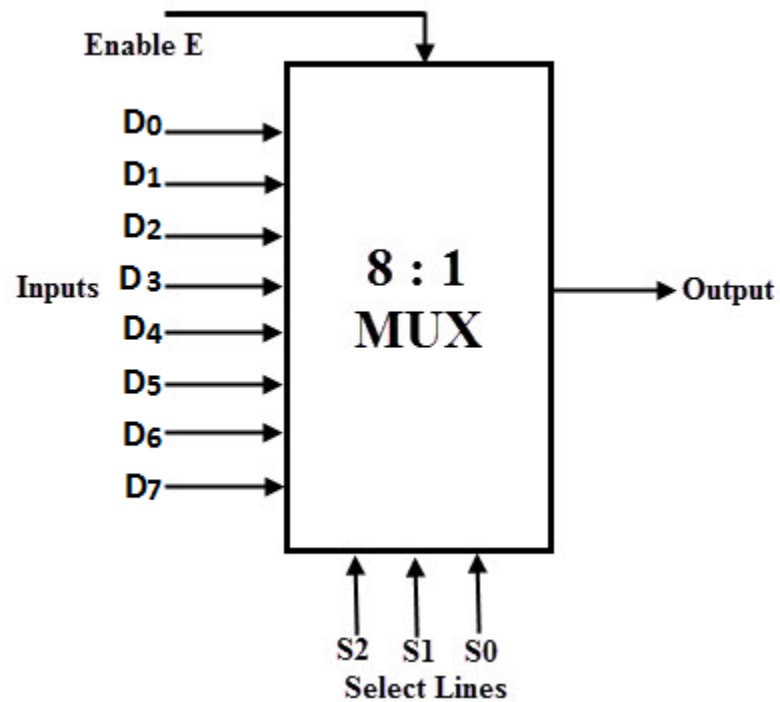 Enable E
D0
D1
D2
Inputs D3
D4
D5
D6
D7
8 : 1
MUX
Output
S2 S1 S0
Select Lines